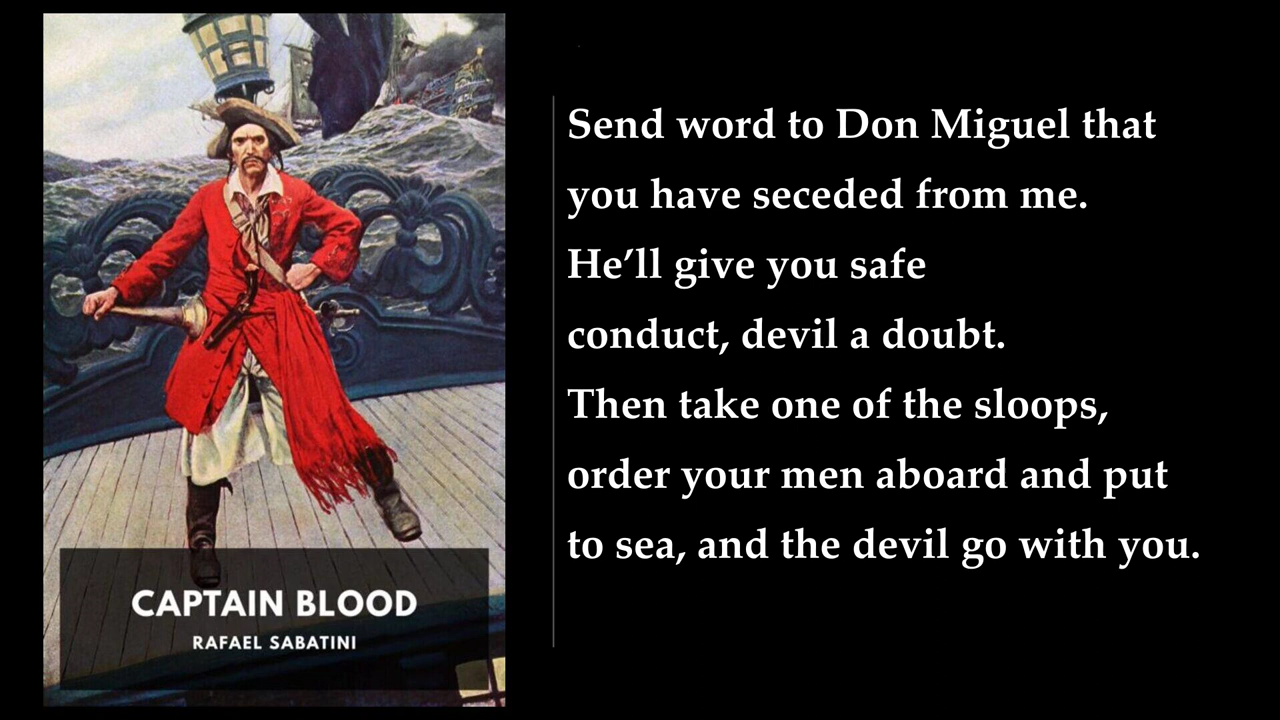 CAPTAIN BLOOD
RAFAEL SABATINI
Send word to Don Miguel that
you have seceded from me.
He’ll give you safe
conduct, devil a doubt.
Then take one of the sloops,
order your men aboard and put
to sea, and the devil go with you.